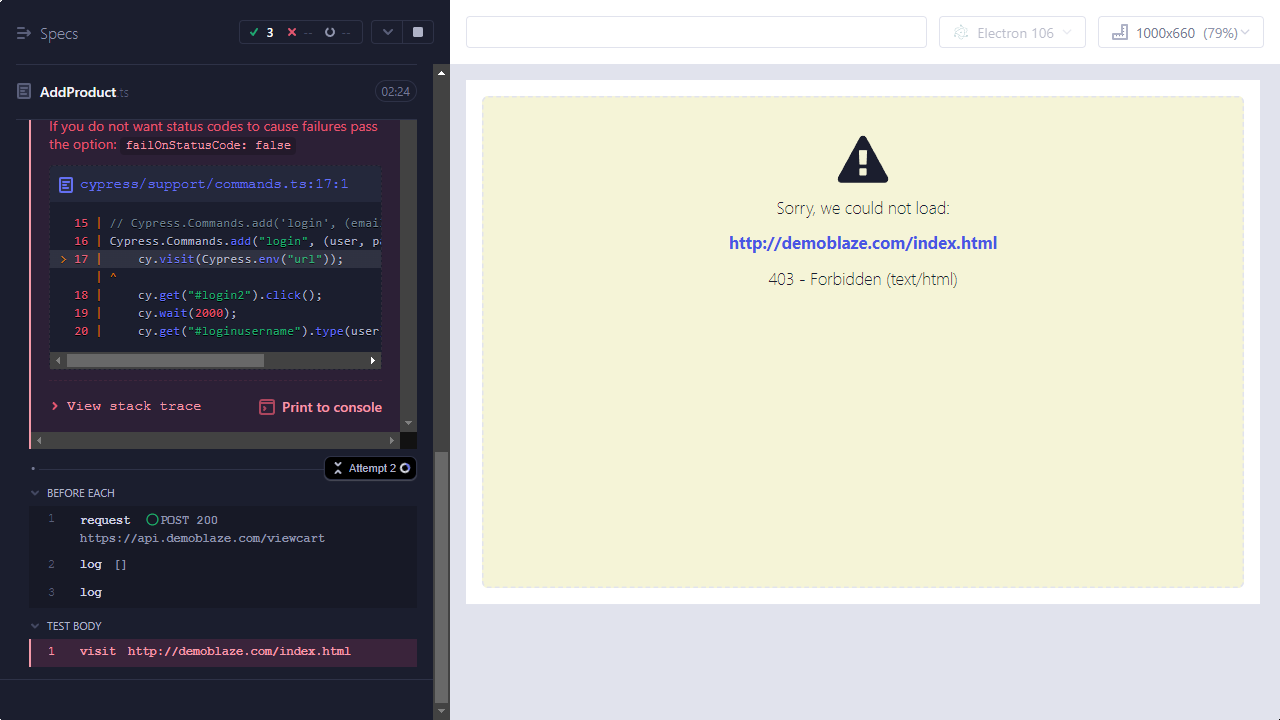 Specs
3 -- --
Electron 106
1000x660 (79%)
AddProduct.ts
02:24
If you do not want status codes to cause failures pass
the option: failOnStatusCode: false
cypress/support/commands.ts:17:1
15 | // Cypress.Commands.add('login', (emai
16 | Cypress.Commands.add("login", (user, pa
> 17 | cy.visit(Cypress.env("url"));
| ^
18 | cy.get("#login2").click();
19 | cy.wait(2000);
20 | cy.get("#loginusername").type(user
> View stack trace
Print to console
Attempt 2
BEFORE EACH
1 request POST 200
https://api.demoblaze.com/viewcart
2 log []
3 log
TEST BODY
1 visit http://demoblaze.com/index.html
Sorry, we could not load:
http://demoblaze.com/index.html
403 - Forbidden (text/html)